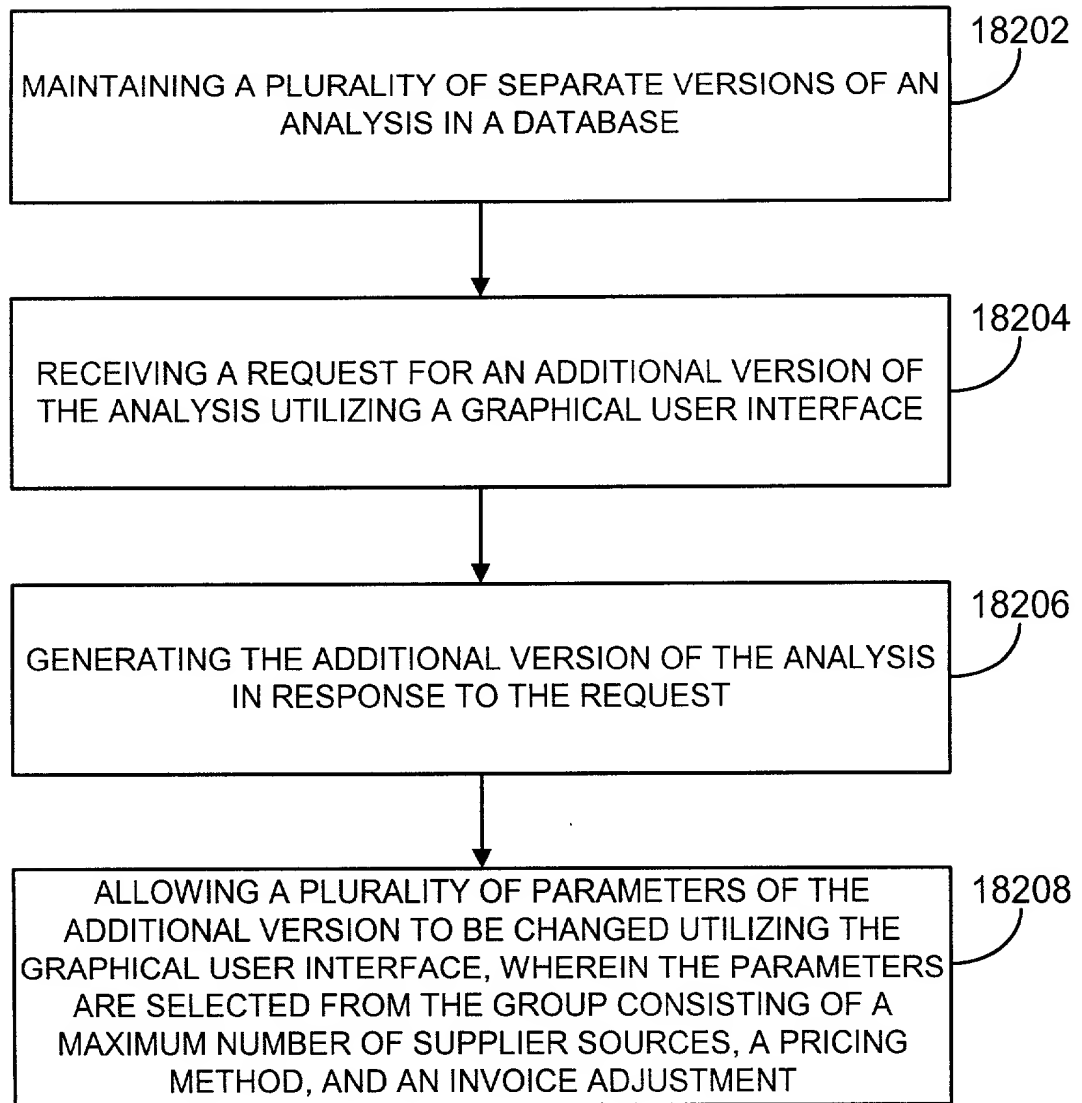 18202
MAINTAINING A PLURALITY OF SEPARATE VERSIONS OF AN
ANALYSIS IN A DATABASE
18204
RECEIVING A REQUEST FOR AN ADDITIONAL VERSION OF
THE ANALYSIS UTILIZING A GRAPHICAL USER INTERFACE
18206
GENERATING THE ADDITIONAL VERSION OF THE ANALYSIS
IN RESPONSE TO THE REQUEST
18208
ALLOWING A PLURALITY OF PARAMETERS OF THE
ADDITIONAL VERSION TO BE CHANGED UTILIZING THE
GRAPHICAL USER INTERFACE, WHEREIN THE PARAMETERS
ARE SELECTED FROM THE GROUP CONSISTING OF A
MAXIMUM NUMBER OF SUPPLIER SOURCES, A PRICING
METHOD, AND AN INVOICE ADJUSTMENT